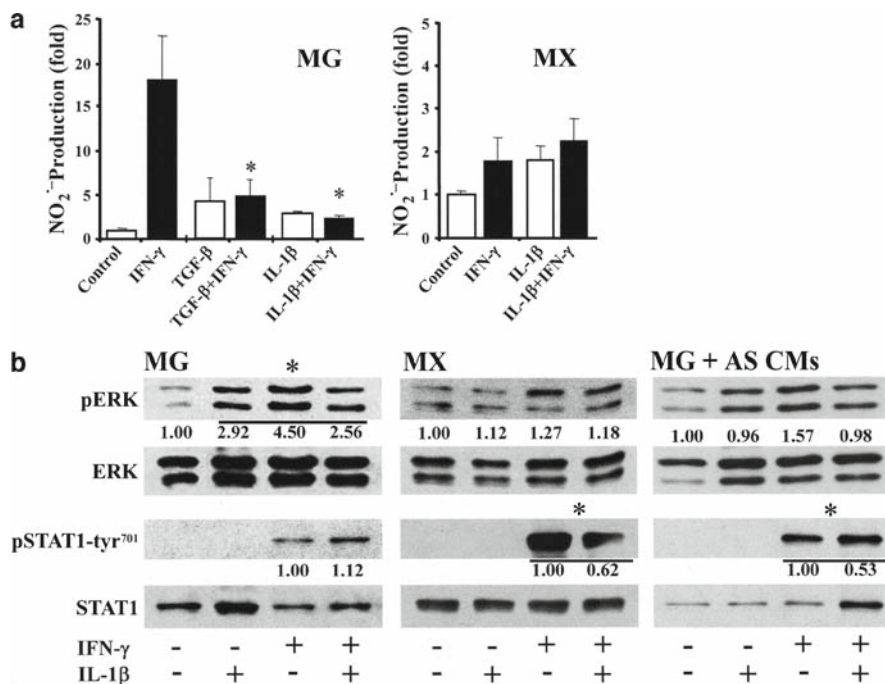 a
MG
NO2·− Production (fold)
25
20
15
10
5
0
Control
IFN-γ
TGF-β
TGF-β+IFN-γ
IL-1β
IL-1β+IFN-γ
*
*
MX
NO2·− Production (fold)
5
4
3
2
1
0
Control
IFN-γ
IL-1β
IL-1β+IFN-γ
b
MG * MX MG + AS CMs
pERK
1.00 2.92 4.50 2.56 1.00 1.12 1.27 1.18 1.00 0.96 1.57 0.98
ERK
* *
pSTAT1-tyr701
1.00 1.12 1.00 0.62 1.00 0.53
STAT1
IFN-γ - - + + - - + + - - + +
IL-1β - + - + - + - + - + - +